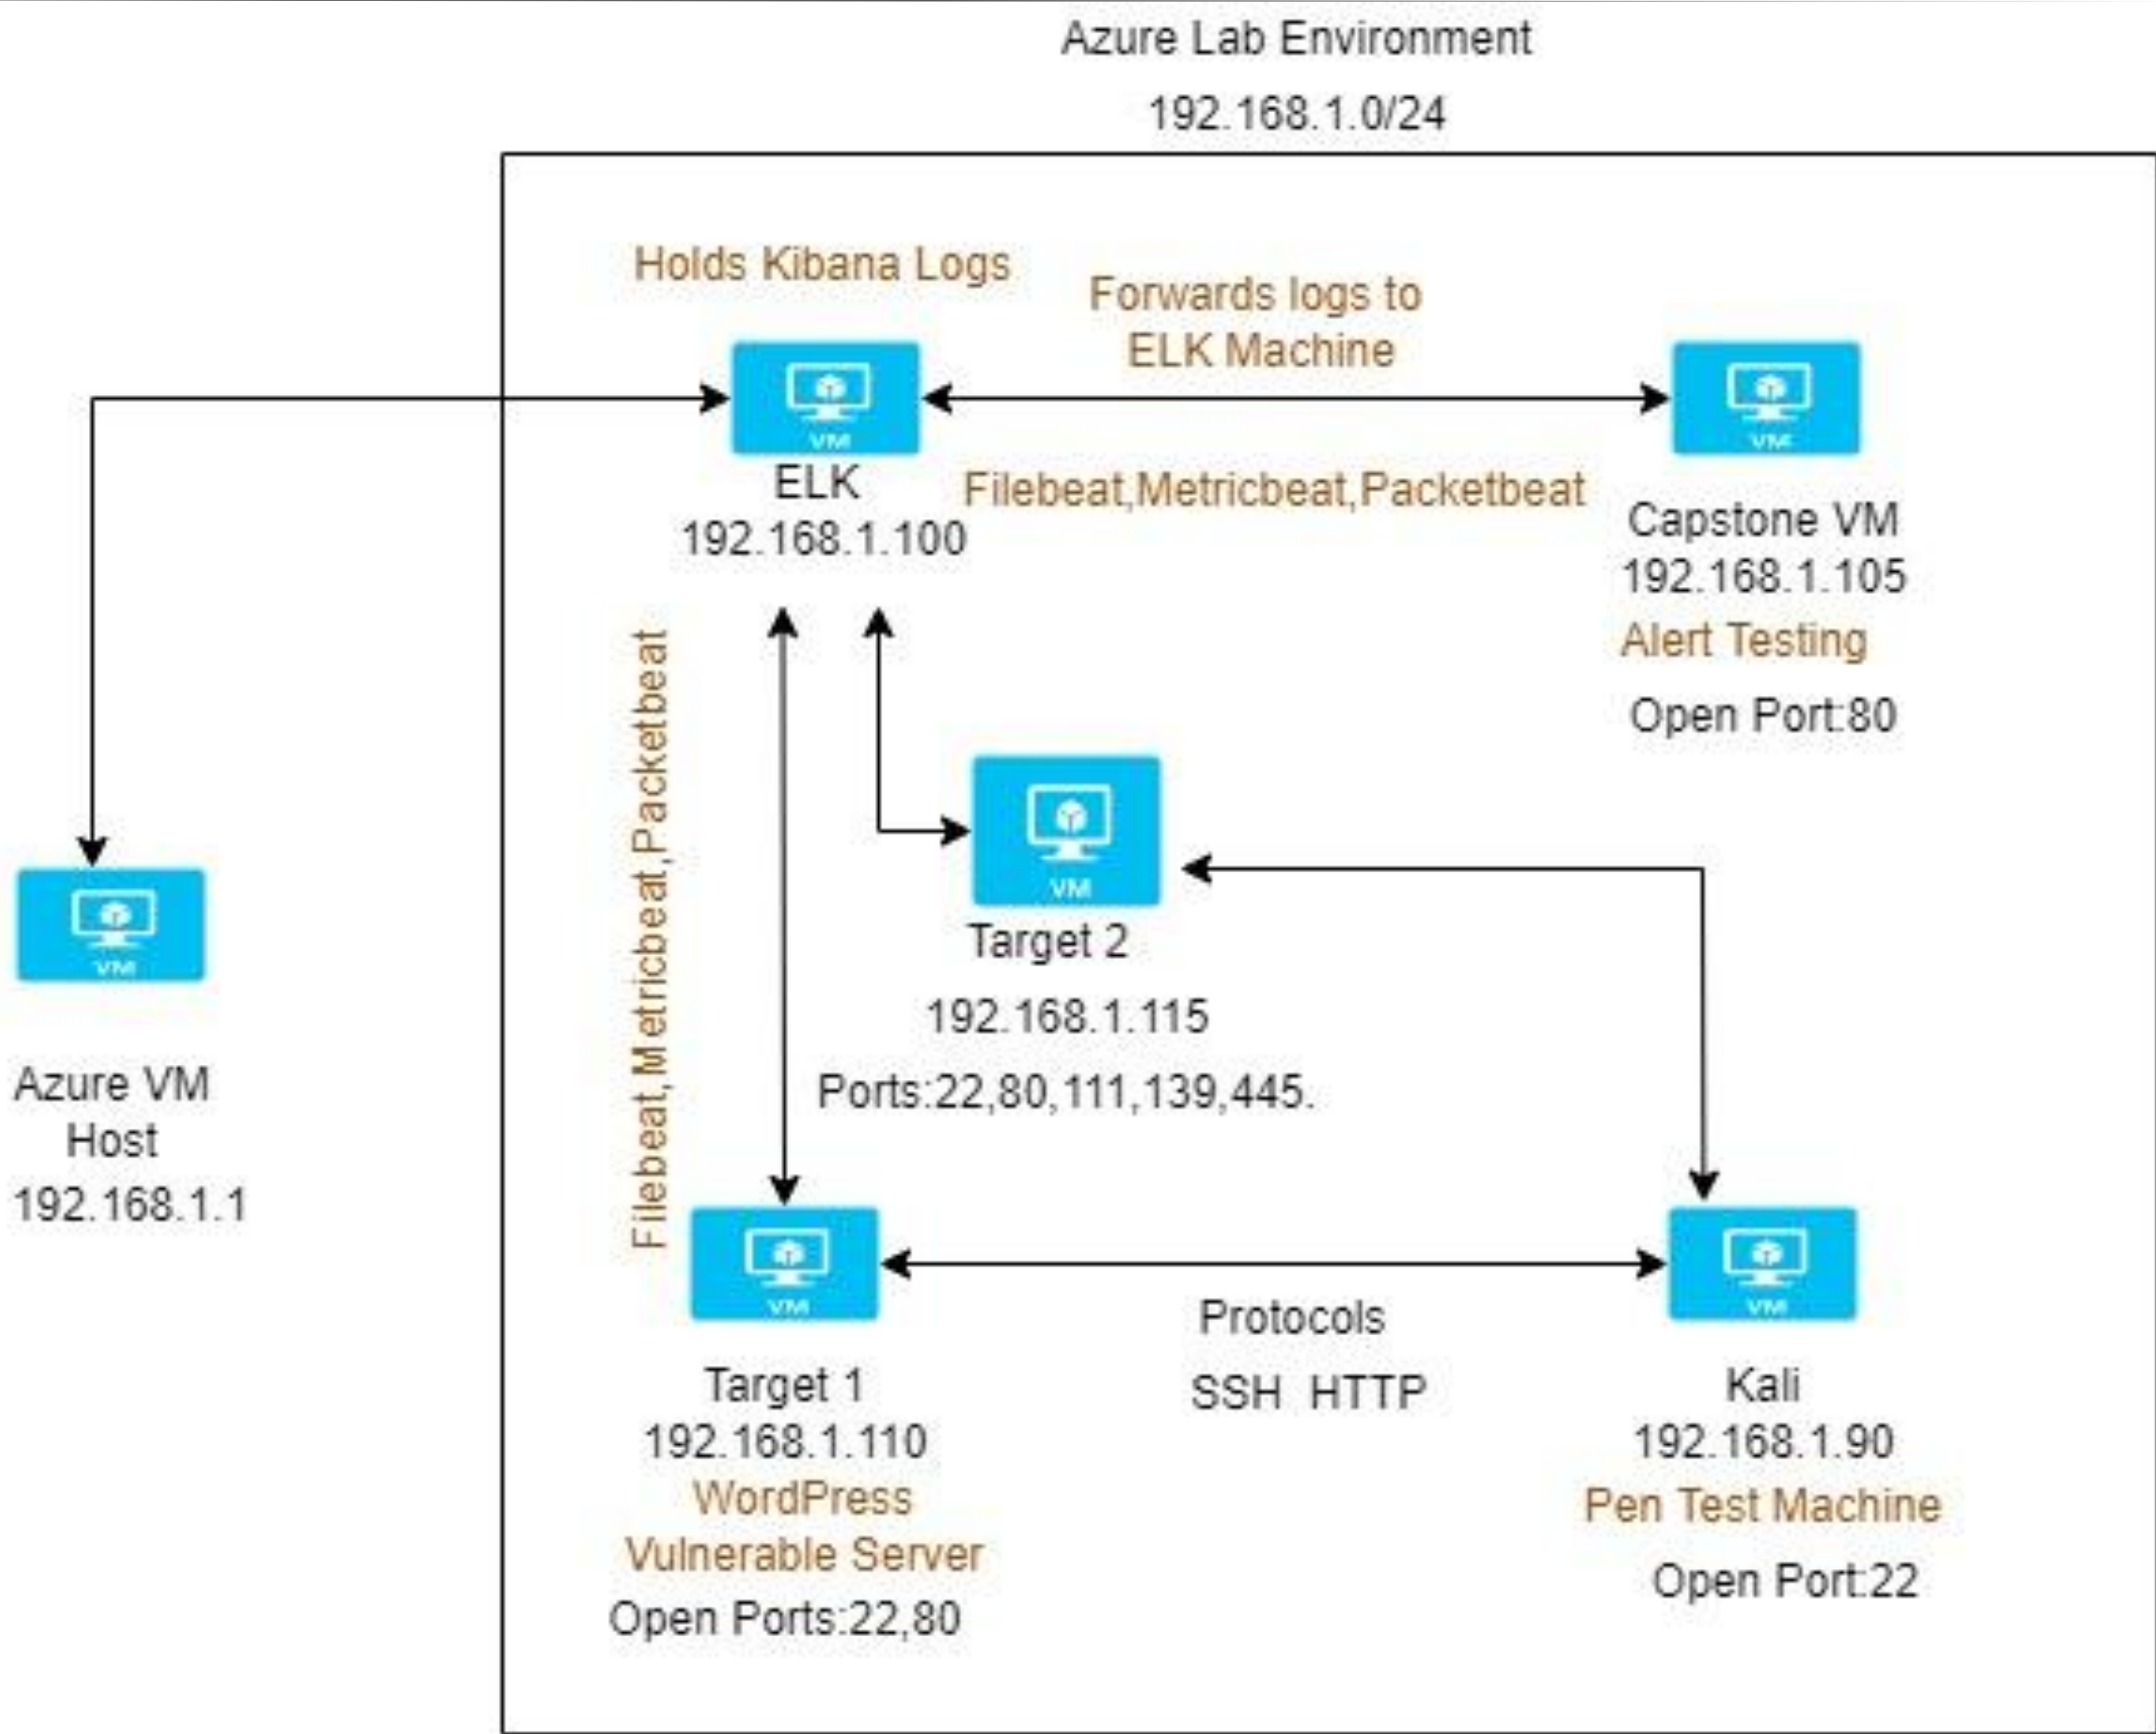 Azure Lab Environment
192.168.1.0/24
Holds Kibana Logs
Forwards logs to
ELK Machine
VM
ELK
192.168.1.100
Filebeat,Metricbeat,Packetbeat
VM
Capstone VM
192.168.1.105
Alert Testing
Open Port:80
Filebeat,Metricbeat,Packetbeat
VM
Target 2
192.168.1.115
Ports:22,80,111,139,445.
VM
Azure VM
Host
192.168.1.1
VM
Target 1
192.168.1.110
WordPress
Vulnerable Server
Open Ports:22,80
Protocols
SSH HTTP
VM
Kali
192.168.1.90
Pen Test Machine
Open Port:22